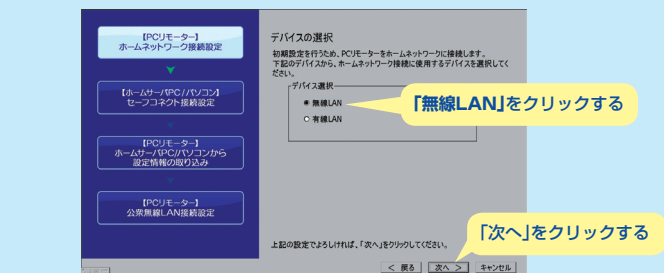 【PCリモーター】
ホームネットワーク接続設定
【ホームサーバPC/パソコン】
セーフコネクト接続設定
【PCリモーター】
ホームサーバPC/パソコンから
設定情報の取り込み
【PCリモーター】
公衆無線LAN接続設定
デバイスの選択
初期設定を行うため、PCリモーターをホームネットワークに接続します。
下記のデバイスから、ホームネットワーク接続に使用するデバイスを選択してく
ださい。
デバイス選択
無線LAN
有線LAN
「無線LAN」をクリックする
「次へ」をクリックする
上記の設定でよろしければ、「次へ」をクリックしてください。
< 戻る
次へ >
キャンセル